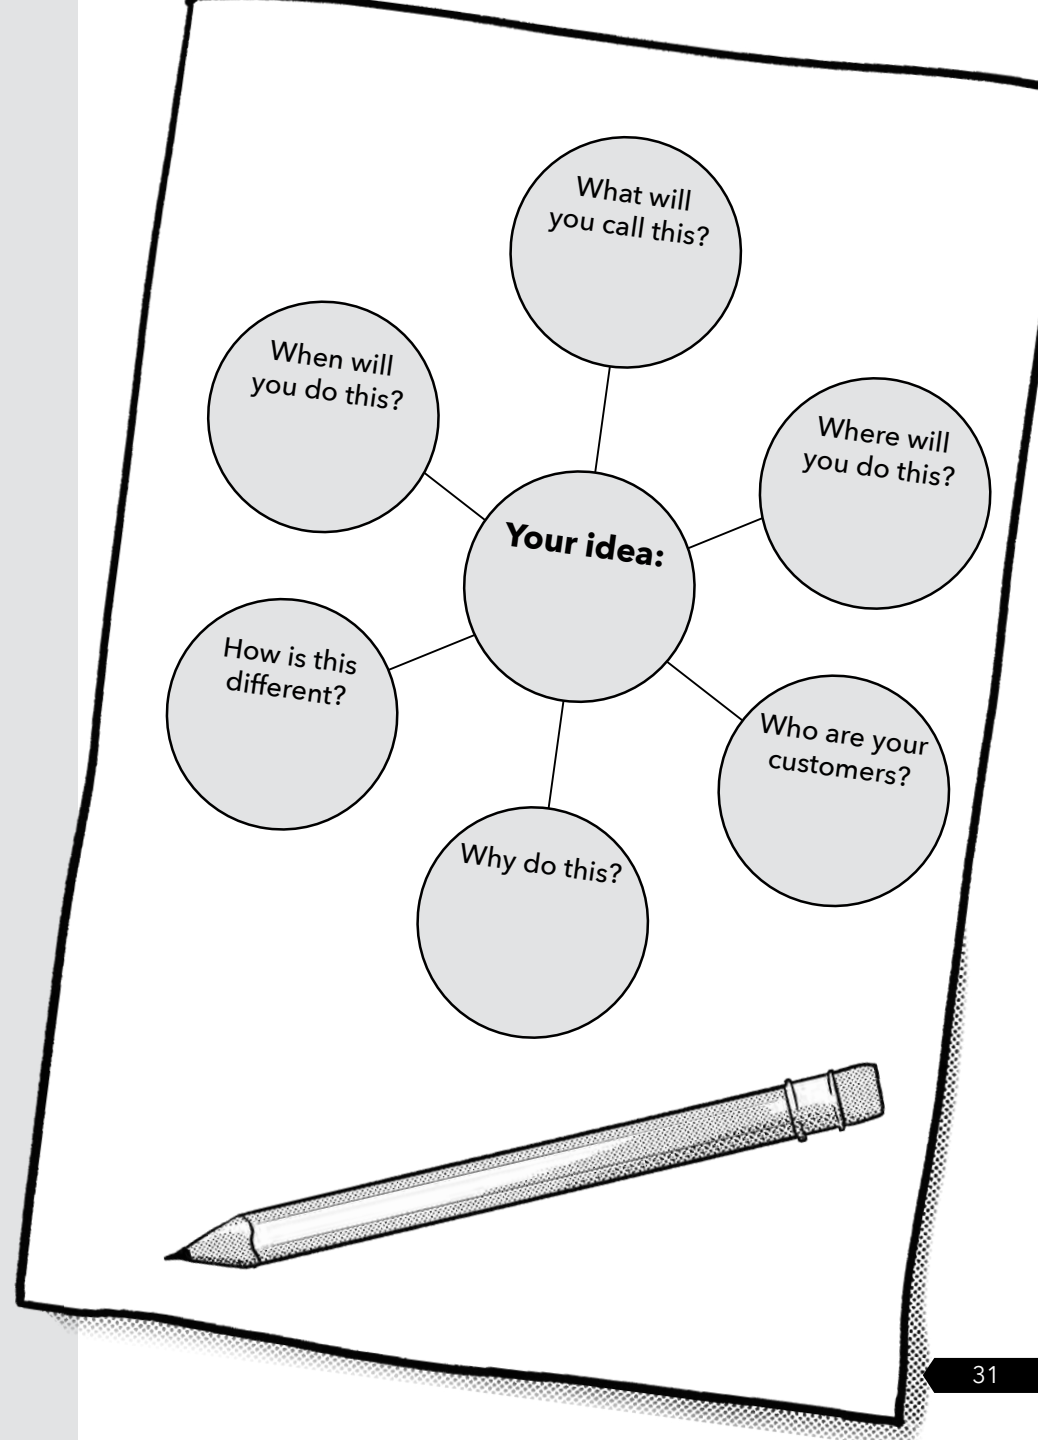 What will
you call this?
When will
you do this?
Where will
you do this?
Your idea:
How is this
different?
Who are your
customers?
Why do this?
31